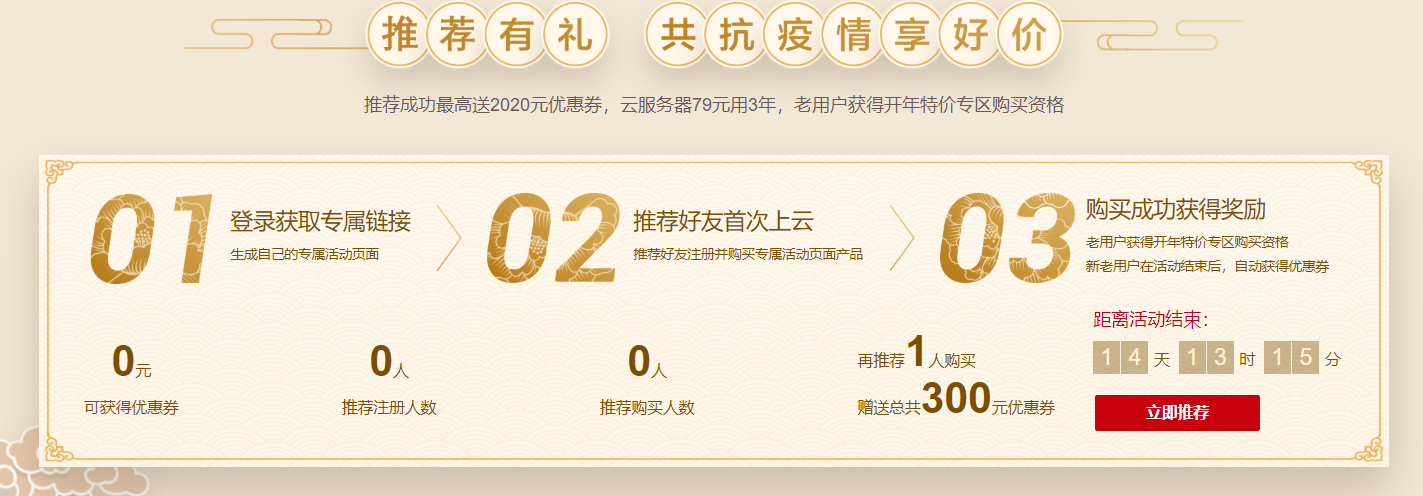 推荐有礼 共抗疫情享好价
推荐成功最高送2020元优惠券，云服务器79元用3年，老用户获得开年特价专区购买资格
01
登录获取专属链接
生成自己的专属活动页面
02
推荐好友首次上云
推荐好友注册并购买专属活动页面产品
03
购买成功获得奖励
老用户获得开年特价专区购买资格
新老用户在活动结束后，自动获得优惠券
0元
可获得优惠券
0人
推荐注册人数
0人
推荐购买人数
再推荐1人购买
赠送总共300元优惠券
距离活动结束：
14天13时15分
立即推荐